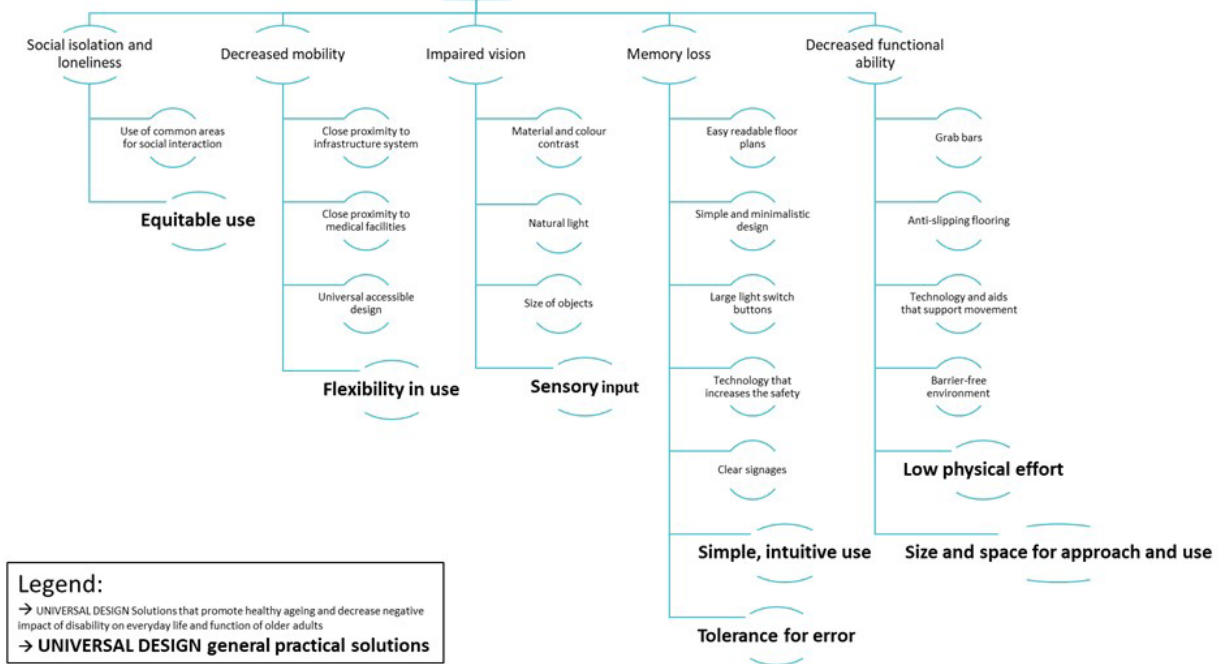 Social isolation and
loneliness
Use of common areas
for social interaction
Equitable use
Decreased mobility
Close proximity to
infrastructure system
Close proximity to
medical facilities
Universal accessible
design
Flexibility in use
Impaired vision
Material and colour
contrast
Natural light
Size of objects
Sensory input
Memory loss
Easy readable floor
plans
Simple and minimalistic
design
Large light switch
buttons
Technology that
increases the safety
Clear signages
Simple, intuitive use
Tolerance for error
Decreased functional
ability
Grab bars
Anti-slipping flooring
Technology and aids
that support movement
Barrier-free
environment
Low physical effort
Size and space for approach and use
Legend:
→ UNIVERSAL DESIGN Solutions that promote healthy ageing and decrease negative
impact of disability on everyday life and function of older adults
→ UNIVERSAL DESIGN general practical solutions